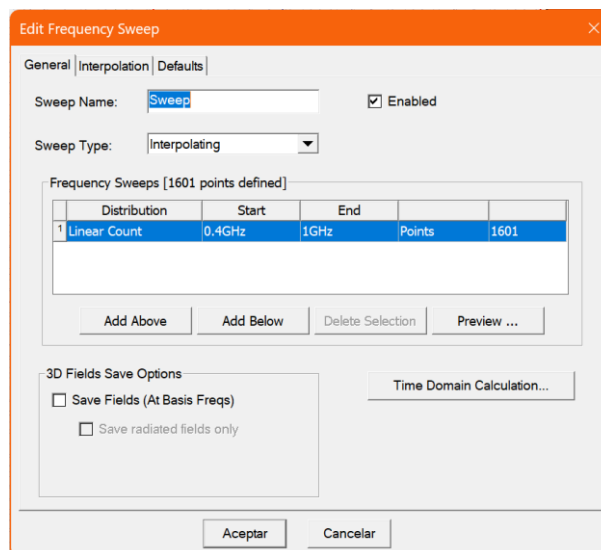 Edit Frequency Sweep
General Interpolation Defaults
Sweep Name: Sweep Enabled
Sweep Type: Interpolating
Frequency Sweeps [1601 points defined]
Distribution Start End
1 Linear Count 0.4GHz 1GHz Points 1601
Add Above Add Below Delete Selection Preview ...
3D Fields Save Options
Time Domain Calculation...
Save Fields (At Basis Freqs)
Save radiated fields only
Aceptar Cancelar